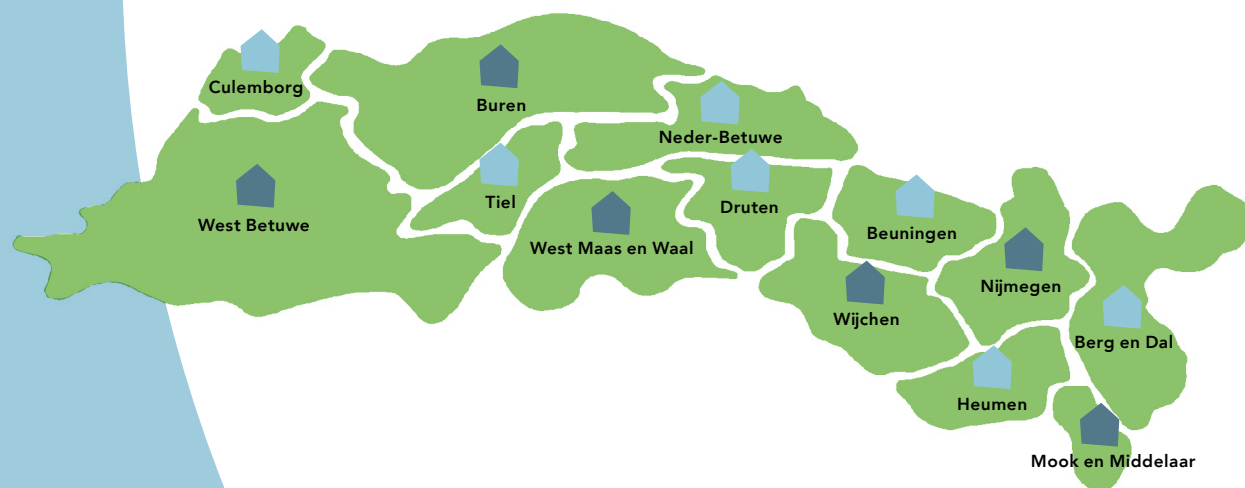 Culemborg
Buren
Neder-Betuwe
West Betuwe
Tiel
West Maas en Waal
Druten
Beuningen
Nijmegen
Wijchen
Berg en Dal
Heumen
Mook en Middelaar